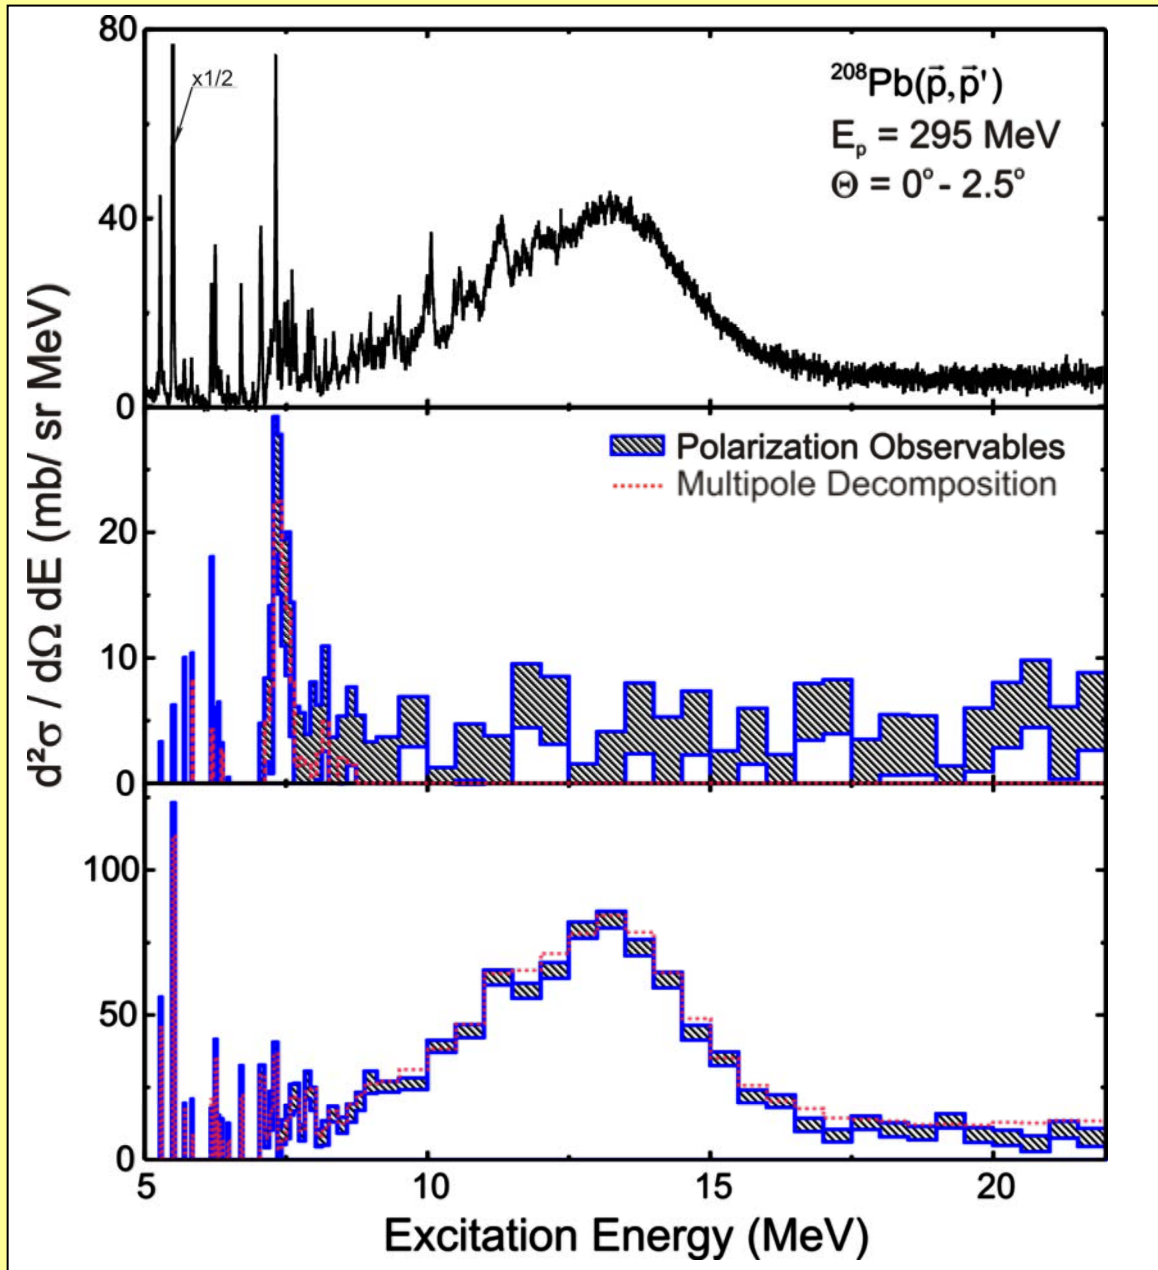 80
x1/2
²⁰⁸Pb(p⃗,p⃗')
Eₚ = 295 MeV
Θ = 0° - 2.5°
40
0
d²σ / dΩ dE (mb/ sr MeV)
Polarization Observables
Multipole Decomposition
20
10
0
100
50
0
5 10 15 20
Excitation Energy (MeV)